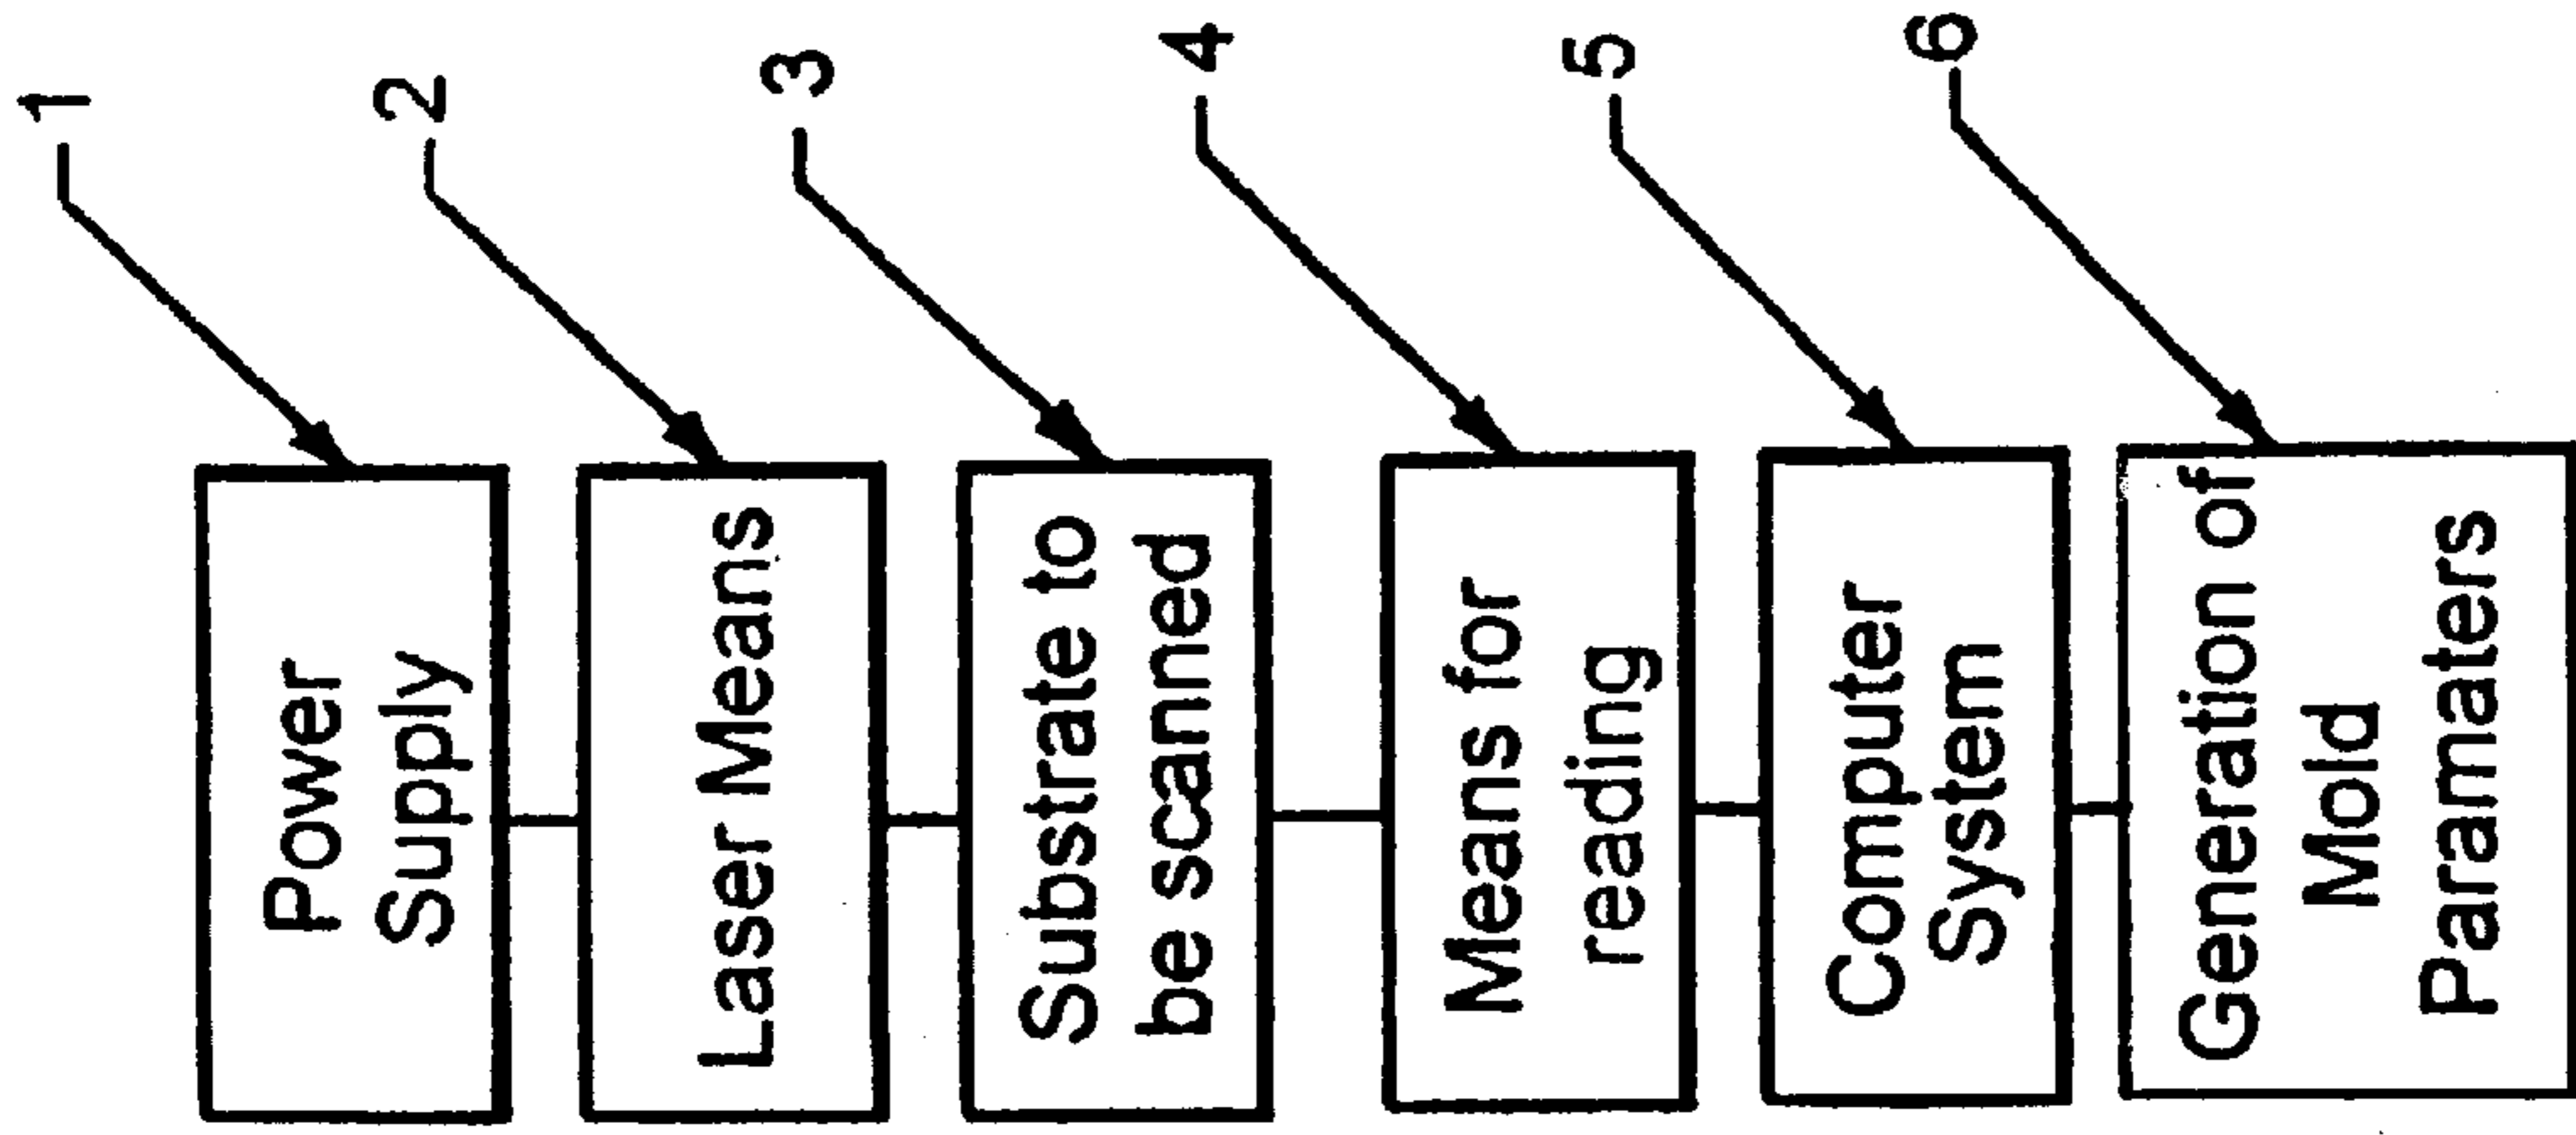 1
Power
Supply
2
Laser Means
3
Substrate to
be scanned
4
Means for
reading
5
Computer
System
6
Generation of
Mold
Paramaters